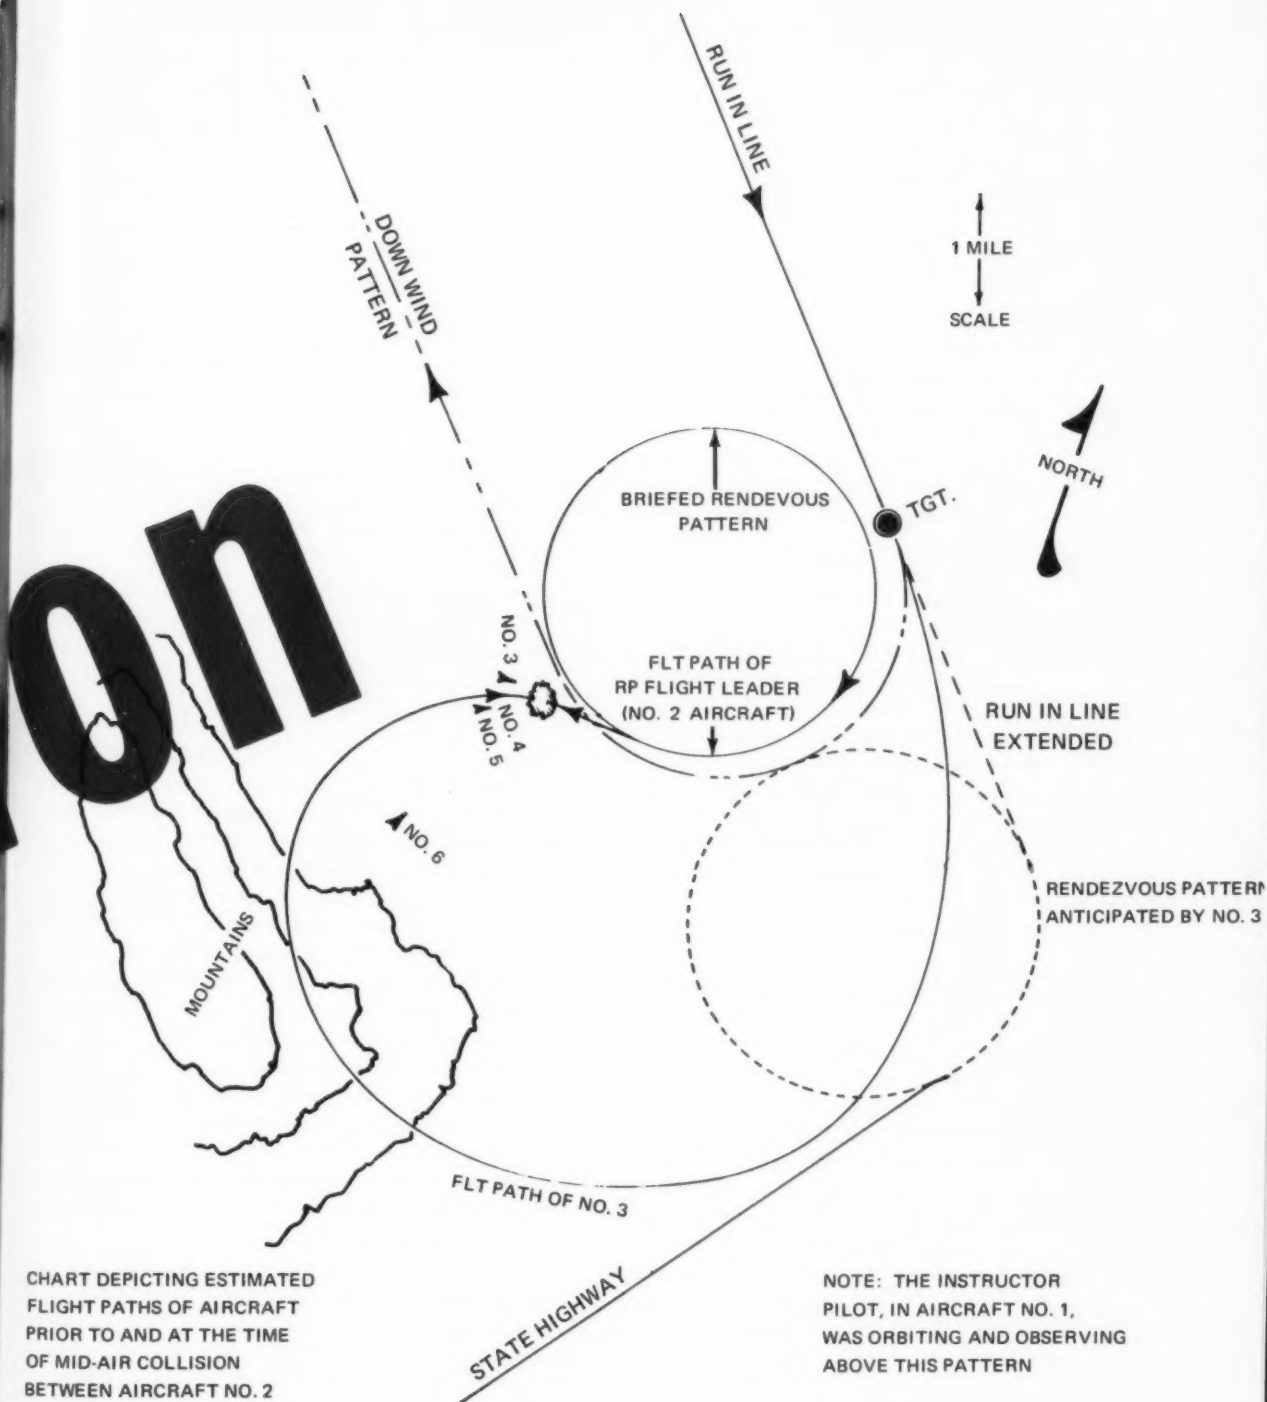 RUN IN LINE
DOWN WIND
PATTERN
1 MILE
SCALE
NORTH
BRIEFED RENDEVOUS
PATTERN
TGT.
on
NO. 3
FLT PATH OF
RP FLIGHT LEADER
(NO. 2 AIRCRAFT)
NO. 4
NO. 5
RUN IN LINE
EXTENDED
NO. 6
RENDEZVOUS PATTERN
ANTICIPATED BY NO. 3
MOUNTAINS
FLT PATH OF NO. 3
STATE HIGHWAY
CHART DEPICTING ESTIMATED
FLIGHT PATHS OF AIRCRAFT
PRIOR TO AND AT THE TIME
OF MID-AIR COLLISION
BETWEEN AIRCRAFT NO. 2
NOTE: THE INSTRUCTOR
PILOT, IN AIRCRAFT NO. 1,
WAS ORBITING AND OBSERVING
ABOVE THIS PATTERN